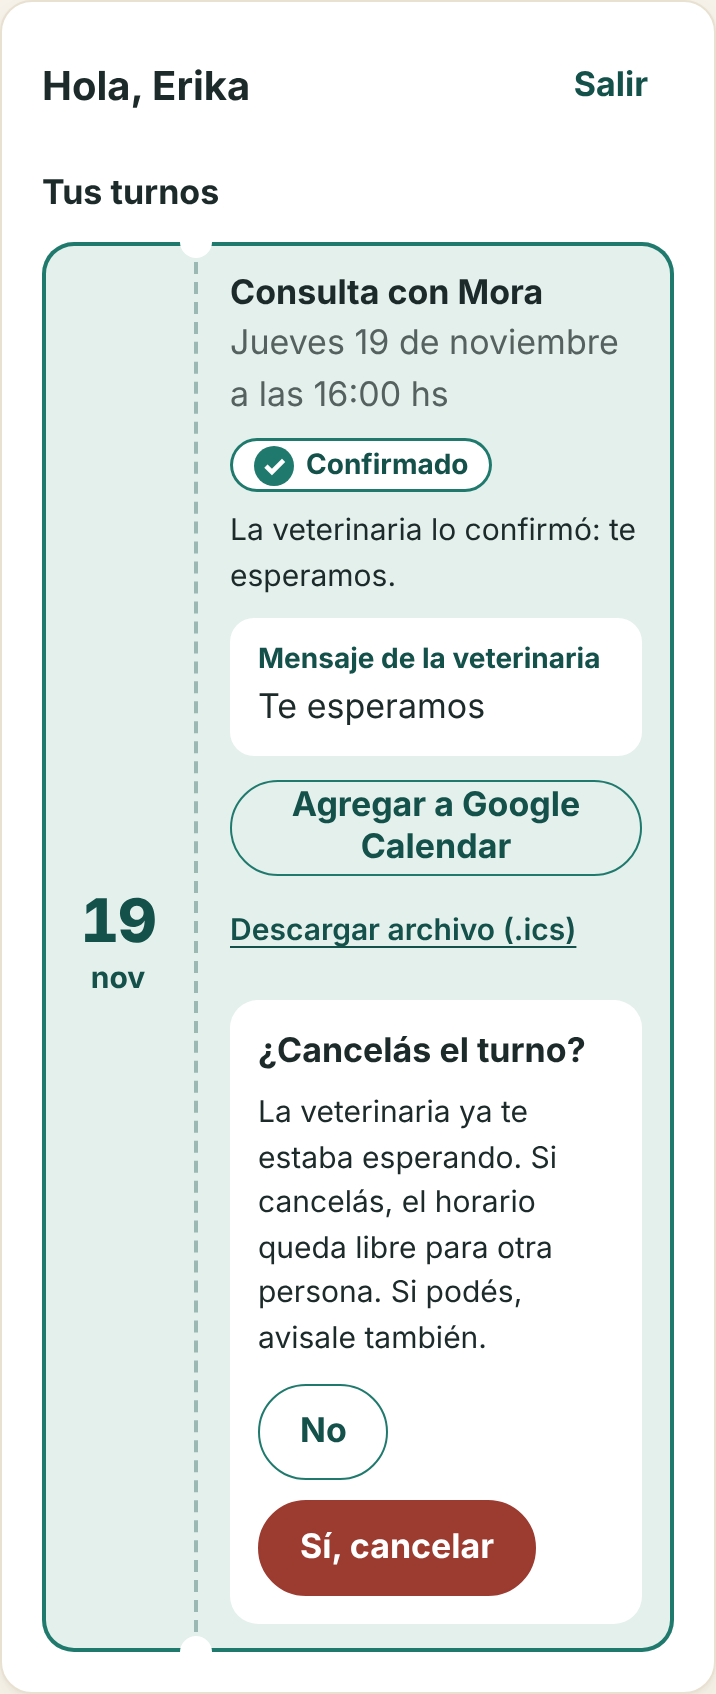 Hola, Erika
Salir
Tus turnos
19
nov
Consulta con Mora
Jueves 19 de noviembre
a las 16:00 hs
Confirmado
La veterinaria lo confirmó: te
esperamos.
Mensaje de la veterinaria
Te esperamos
Agregar a Google
Calendar
Descargar archivo (.ics)
¿Cancelás el turno?
La veterinaria ya te
estaba esperando. Si
cancelás, el horario
queda libre para otra
persona. Si podés,
avisale también.
No
Sí, cancelar